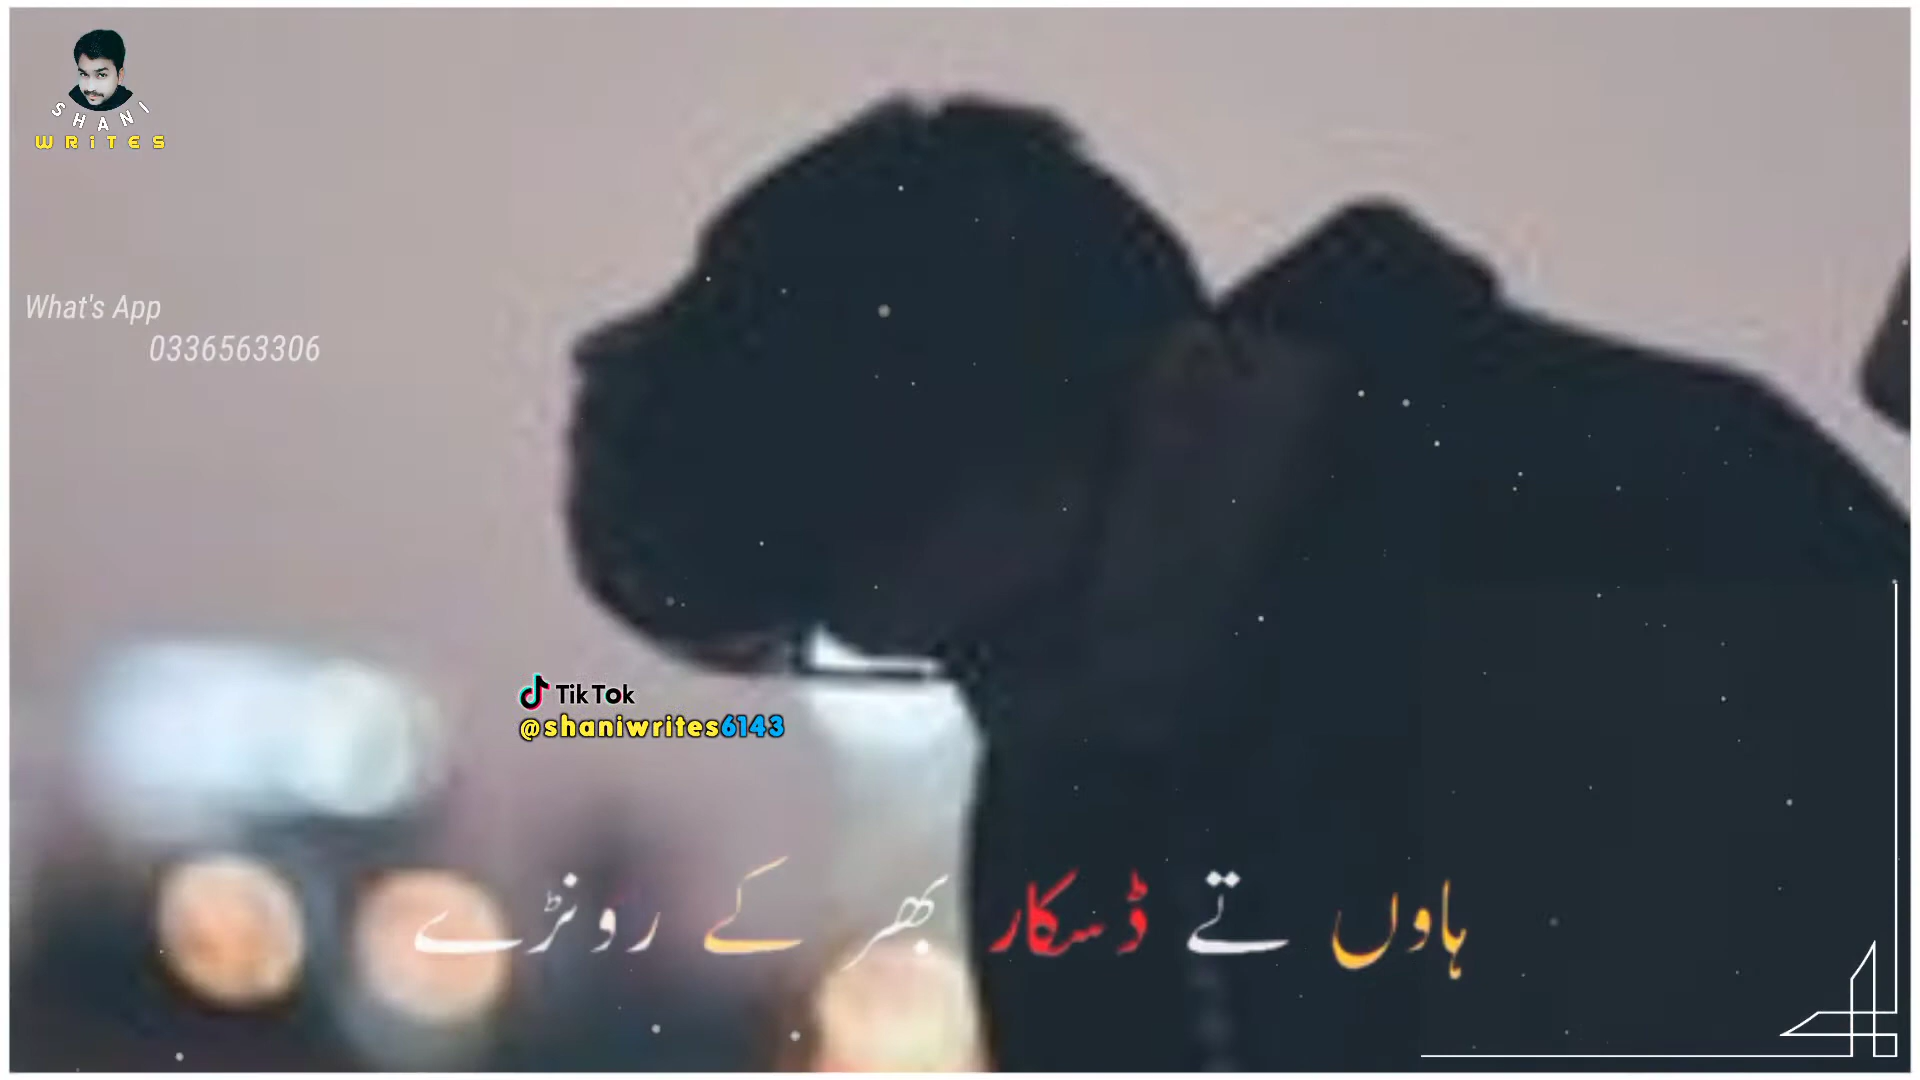 SHANI
WRiTES
What's App
0336563306
TikTok
@shaniwrites6143
ہاوں تے ڈسکار بھر کے رونڑے